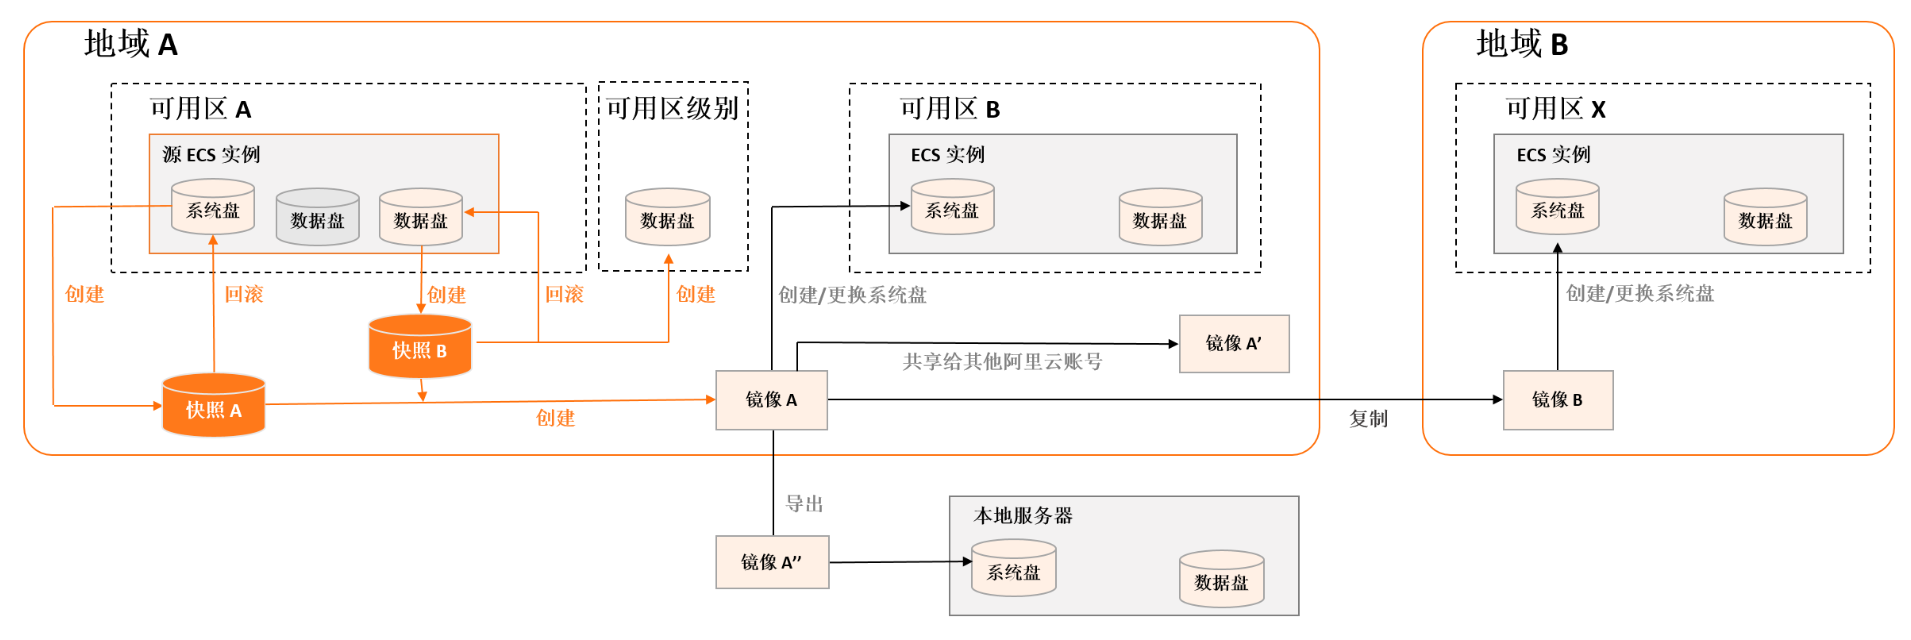 地域 A
地域 B
可用区 A
可用区级别
可用区 B
可用区 X
源 ECS 实例
ECS 实例
ECS 实例
系统盘
数据盘
数据盘
数据盘
系统盘
数据盘
系统盘
数据盘
创建
回滚
创建
回滚
创建
创建/更换系统盘
创建/更换系统盘
快照 B
镜像 A'
共享给其他阿里云账号
快照 A
镜像 A
镜像 B
创建
复制
导出
本地服务器
镜像 A''
系统盘
数据盘